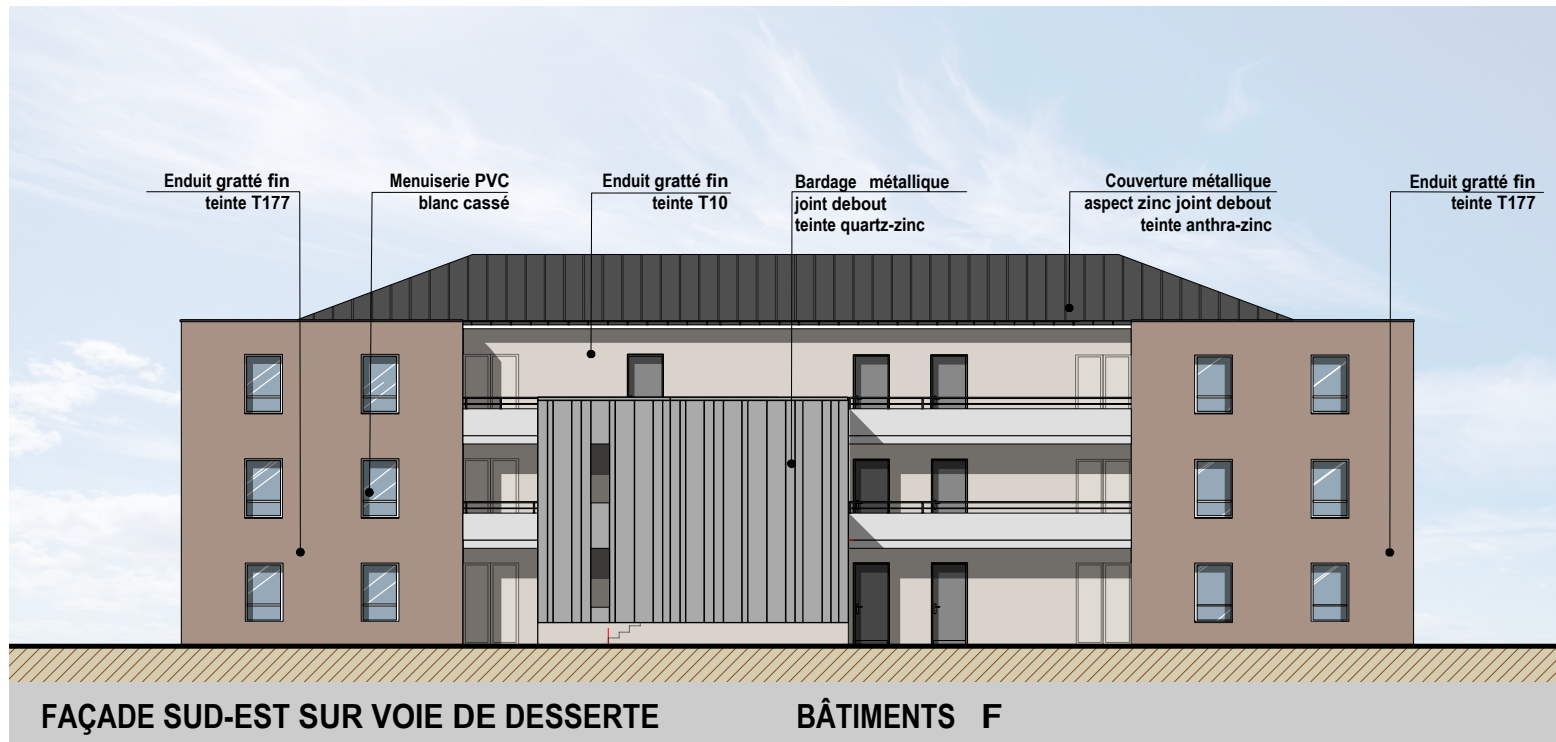 Enduit gratté fin
teinte T177
Menuiserie PVC
blanc cassé
Enduit gratté fin
teinte T10
Bardage métallique
joint debout
teinte quartz-zinc
Couverture métallique
aspect zinc joint debout
teinte anthra-zinc
Enduit gratté fin
teinte T177
FAÇADE SUD-EST SUR VOIE DE DESSERTE BÂTIMENTS F